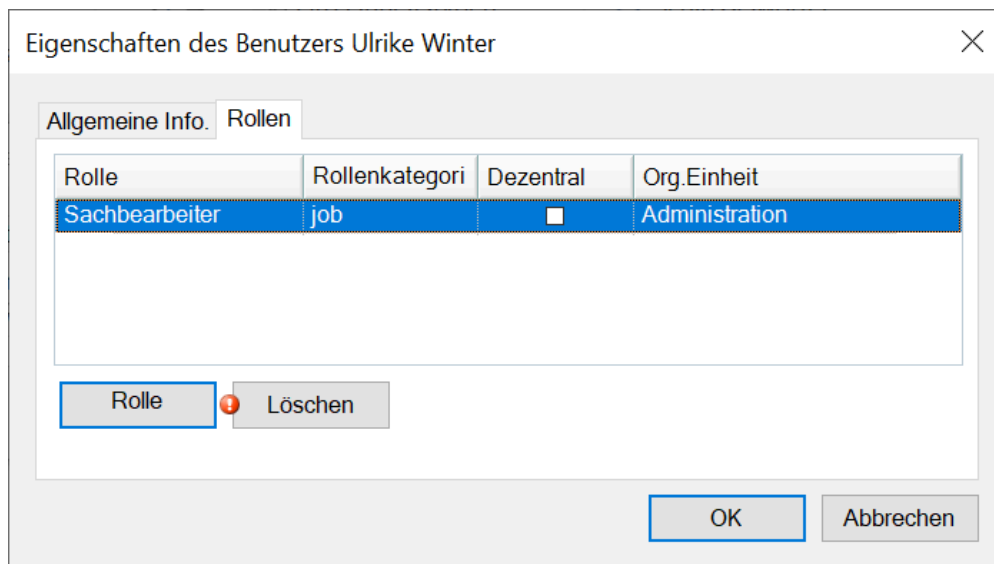 Eigenschaften des Benutzers Ulrike Winter
Allgemeine Info. Rollen
Rolle Rollenkategori Dezentral Org.Einheit
Sachbearbeiter job Administration
Rolle Löschen
OK Abbrechen